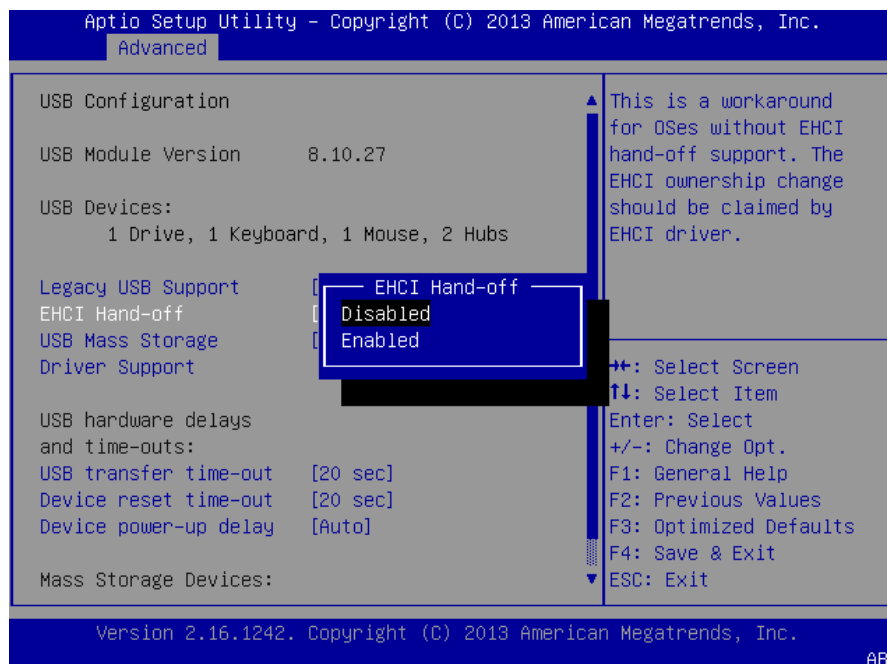 Aptio Setup Utility – Copyright (C) 2013 American Megatrends, Inc.
Advanced
USB Configuration
USB Module Version 8.10.27
USB Devices:
1 Drive, 1 Keyboard, 1 Mouse, 2 Hubs
Legacy USB Support [
EHCI Hand-off [
USB Mass Storage [
Driver Support
EHCI Hand-off
Disabled
Enabled
USB hardware delays
and time-outs:
USB transfer time-out [20 sec]
Device reset time-out [20 sec]
Device power-up delay [Auto]
Mass Storage Devices:
This is a workaround
for OSes without EHCI
hand-off support. The
EHCI ownership change
should be claimed by
EHCI driver.
→←: Select Screen
↑↓: Select Item
Enter: Select
+/-: Change Opt.
F1: General Help
F2: Previous Values
F3: Optimized Defaults
F4: Save & Exit
ESC: Exit
Version 2.16.1242. Copyright (C) 2013 American Megatrends, Inc.